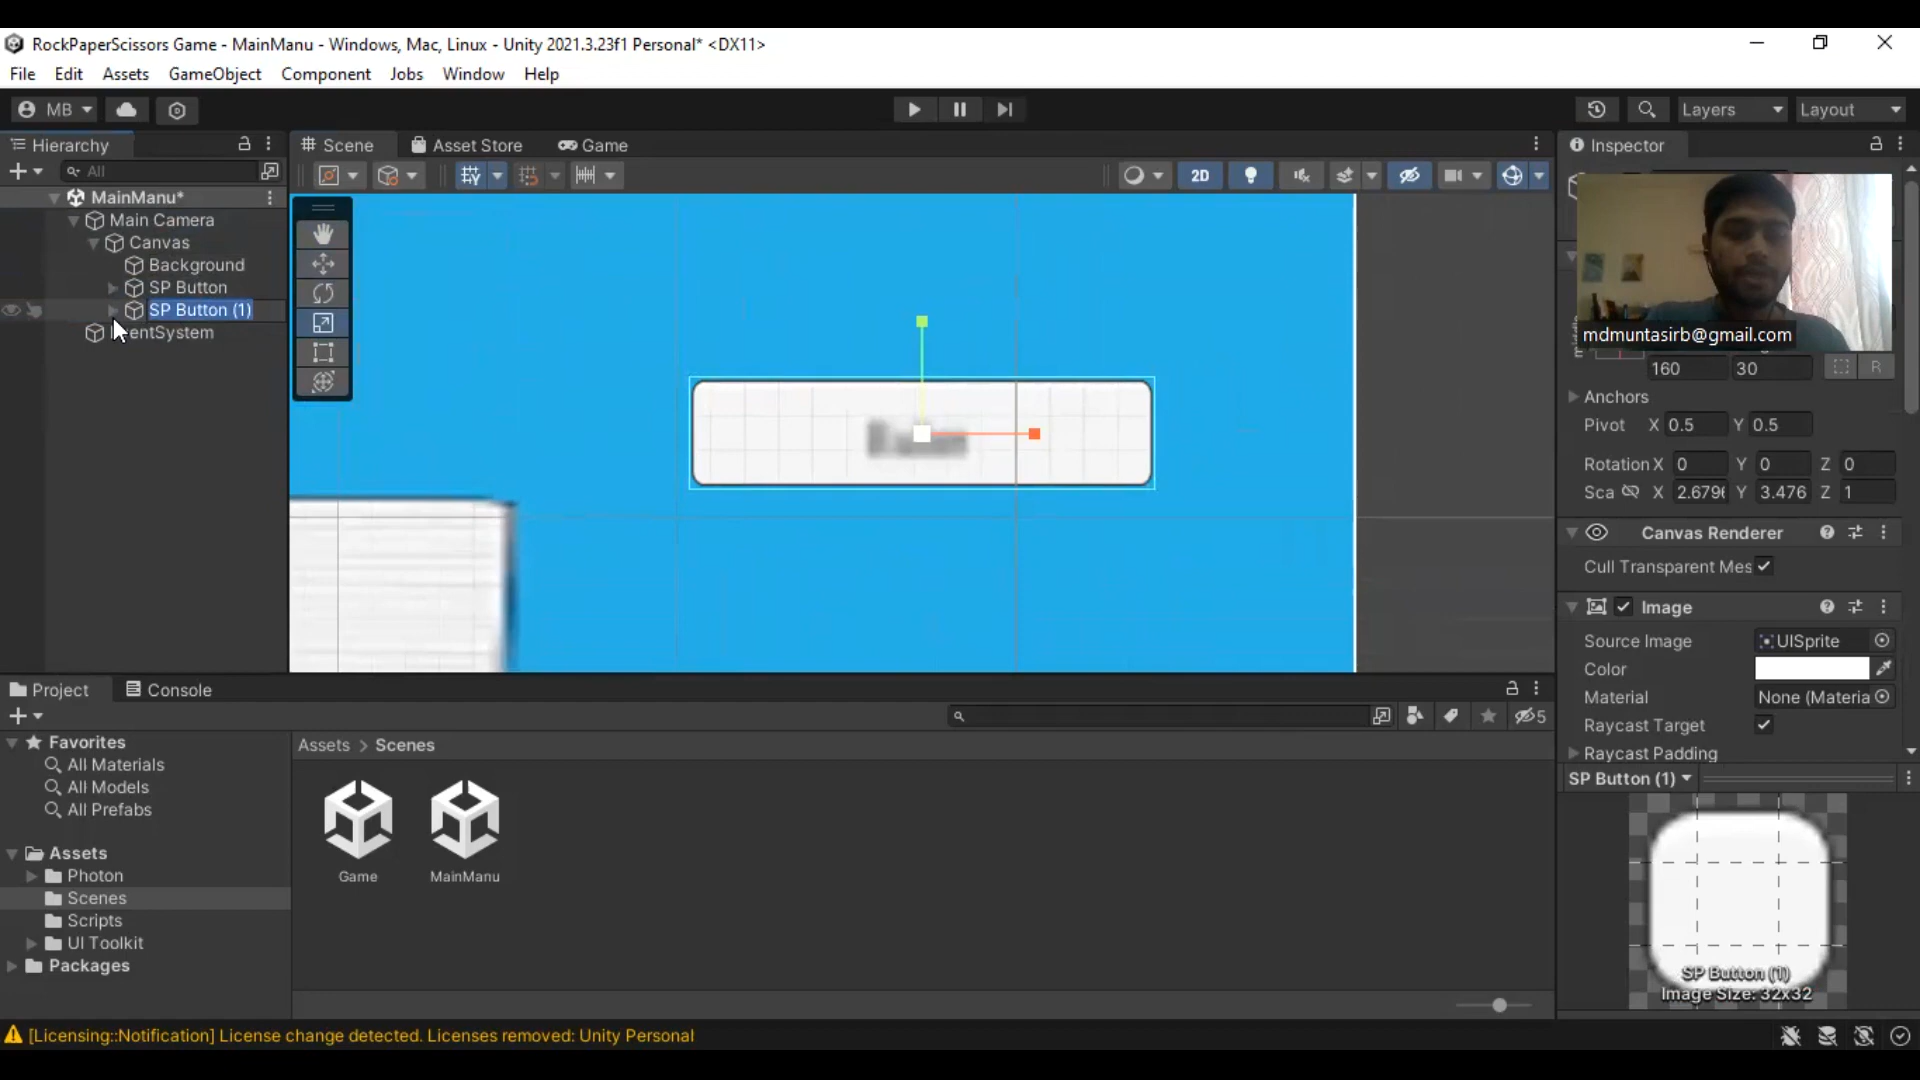 RockPaperScissors Game - MainManu - Windows, Mac, Linux - Unity 2021.3.23f1 Personal* <DX11>
File Edit Assets GameObject Component Jobs Window Help
MB Layers Layout
Hierarchy Scene Asset Store Game Inspector
All 2D
MainManu*
Main Camera
Canvas
Background
SP Button
SP Button (1)
mdmuntasirb@gmail.com
160 30
Anchors
Pivot X 0.5 Y 0.5
Rotation X 0 Y 0 Z 0
Sca X 2.679 Y 3.476 Z 1
Canvas Renderer
Cull Transparent Mes
Image
Source Image UISprite
Color
Material None (Materia
Raycast Target
Raycast Padding
Project Console
5
Favorites
All Materials
All Models
All Prefabs
Assets > Scenes
Game MainManu
Assets
Photon
Scenes
Scripts
UI Toolkit
Packages
SP Button (1)
SP Button (1)
Image Size: 32x32
[Licensing::Notification] License change detected. Licenses removed: Unity Personal